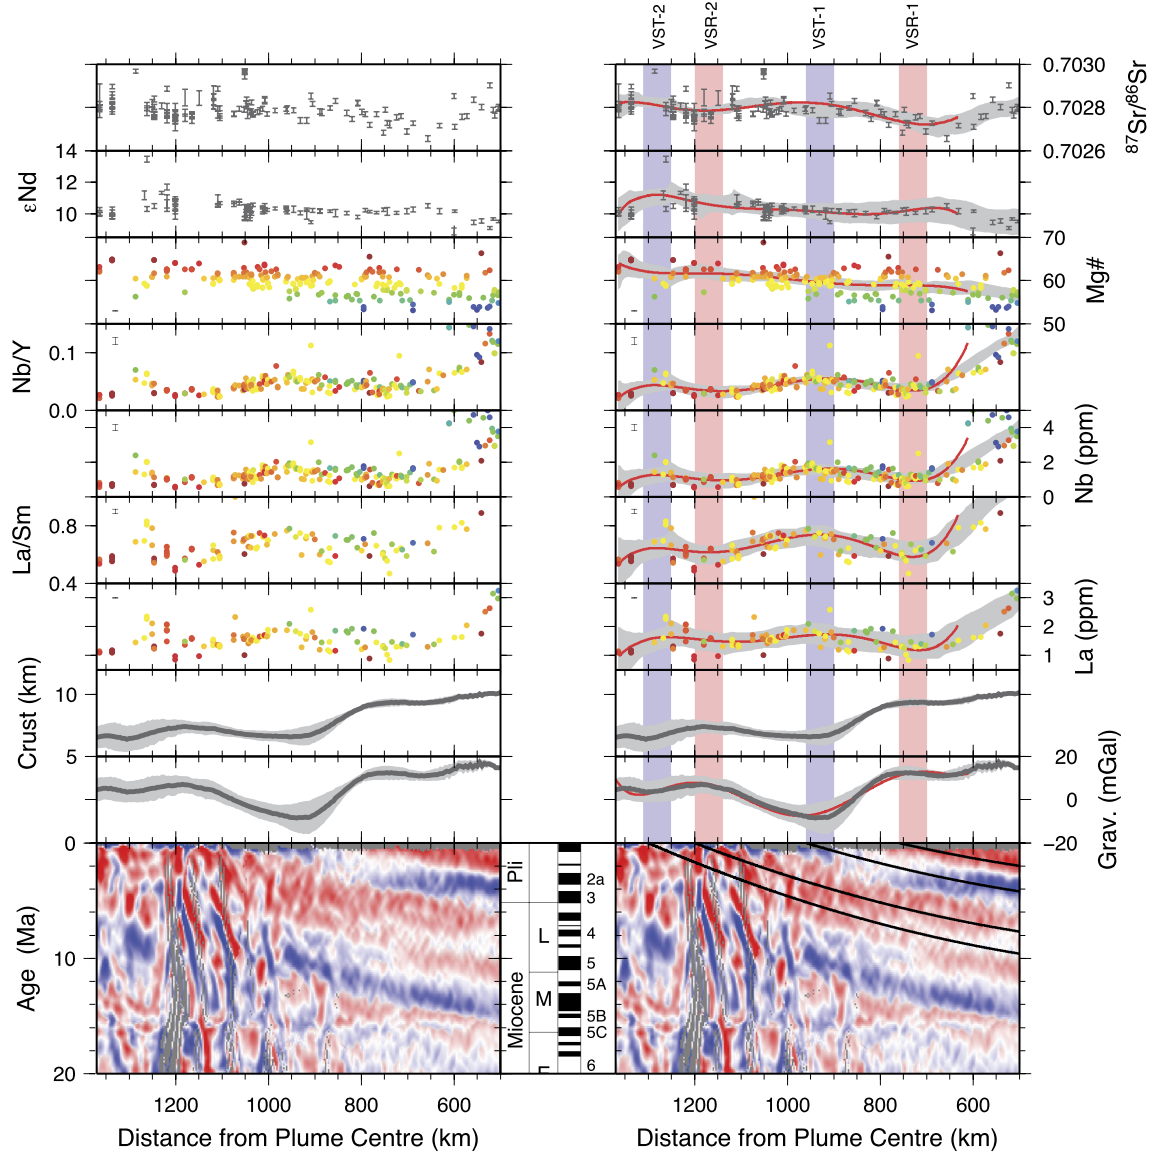 VST-2
VSR-2
VST-1
VSR-1
14
12
10
εNd
0.7030
0.7028
0.7026
⁸⁷Sr/⁸⁶Sr
70
60
50
Mg#
0.1
0.0
Nb/Y
4
2
0
Nb (ppm)
0.8
0.4
La/Sm
3
2
1
La (ppm)
10
5
Crust (km)
20
0
−20
Grav. (mGal)
0
10
20
Age (Ma)
Pli
L
M
Miocene
2a
3
4
5
5A
5B
5C
6
1200 1000 800 600
1200 1000 800 600
Distance from Plume Centre (km)
Distance from Plume Centre (km)